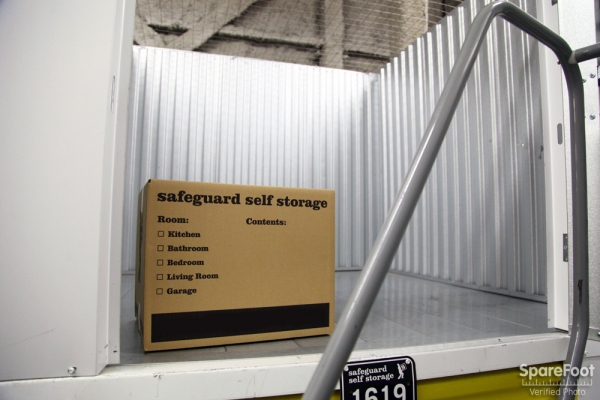 safeguard self storage
Room: Contents:
Kitchen
Bathroom
Bedroom
Living Room
Garage
safeguard
self storage
1619
SpareFoot
Verified Photo